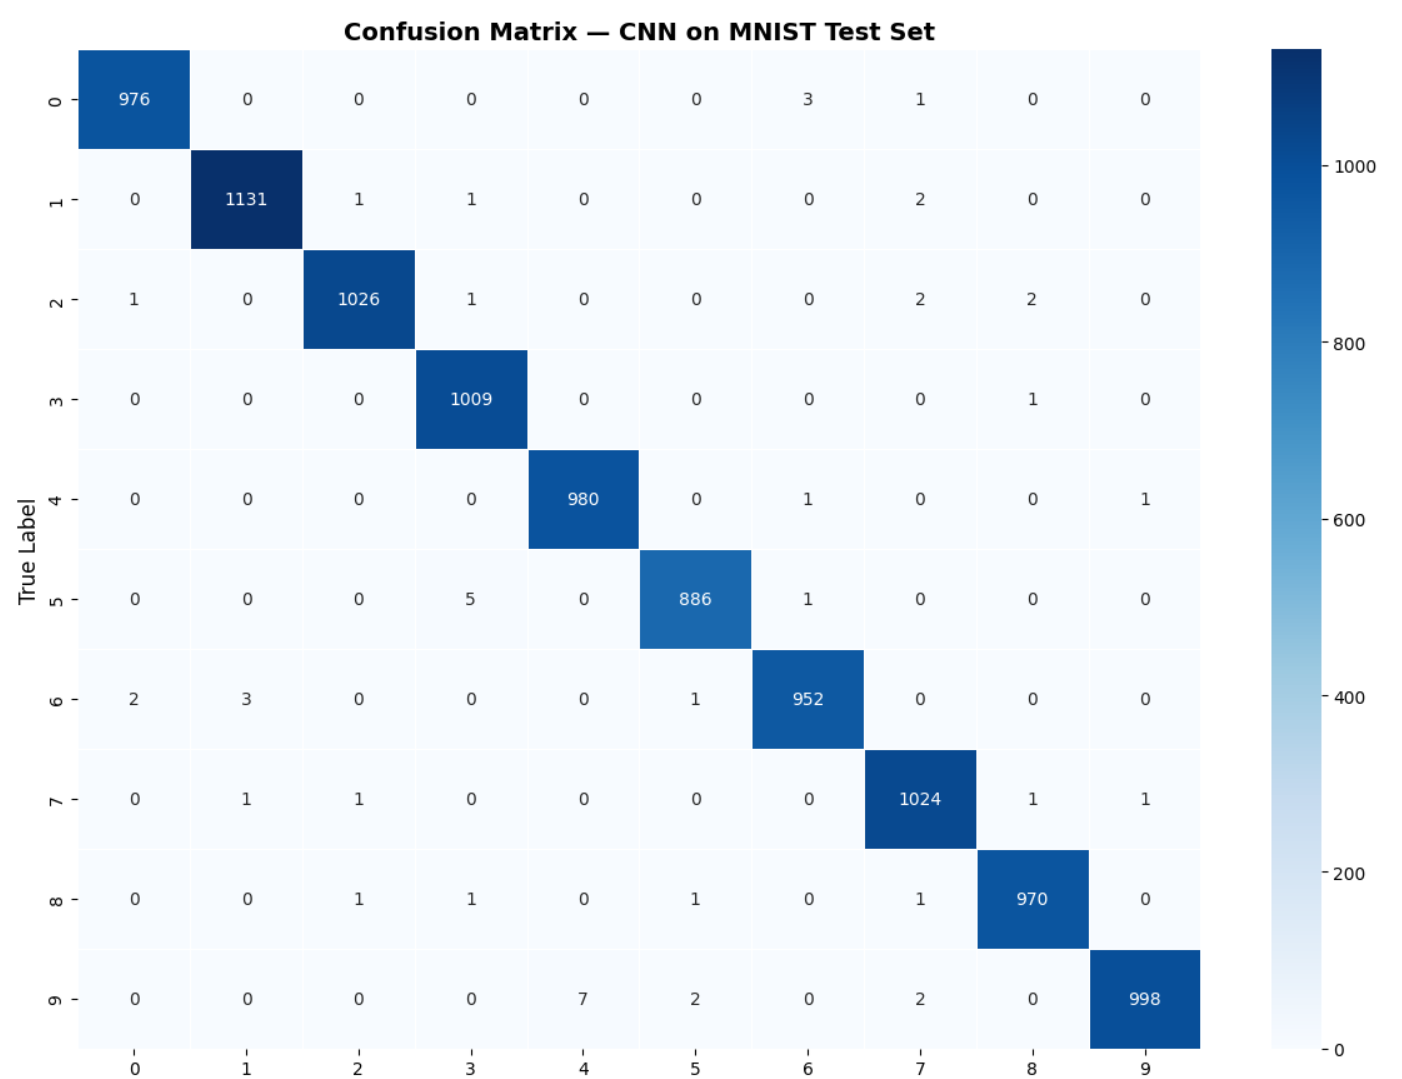 Confusion Matrix — CNN on MNIST Test Set
0 976 0 0 0 0 0 3 1 0 0
1 0 1131 1 1 0 0 0 2 0 0
2 1 0 1026 1 0 0 0 2 2 0
3 0 0 0 1009 0 0 0 0 1 0
4 0 0 0 0 980 0 1 0 0 1
5 0 0 0 5 0 886 1 0 0 0
6 2 3 0 0 0 1 952 0 0 0
7 0 1 1 0 0 0 0 1024 1 1
8 0 0 1 1 0 1 0 1 970 0
9 0 0 0 0 7 2 0 2 0 998
0 1 2 3 4 5 6 7 8 9
True Label
1000
800
600
400
200
0